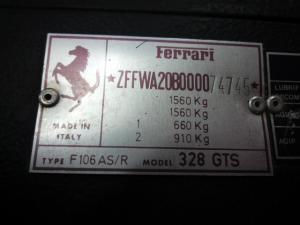 Ferrari
*ZFFWA20B000074745*
1560 Kg
1560 Kg
MADE IN ITALY
1 660 Kg
2 910 Kg
TYPE F106 AS/R MODEL 328 GTS